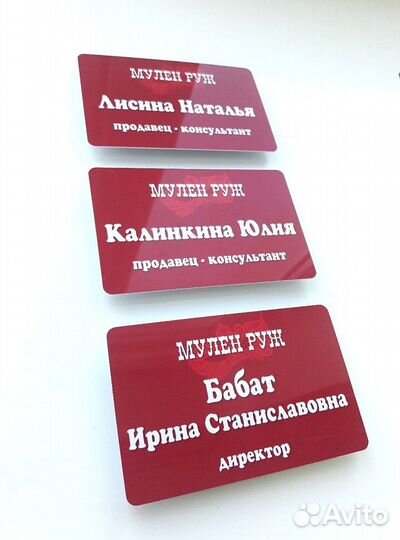 МУЛЕН РУЖ
Лисина Наталья
продавец - консультант
МУЛЕН РУЖ
Калинкина Юлия
продавец - консультант
МУЛЕН РУЖ
Бабат
Ирина Станиславовна
директор
Avito